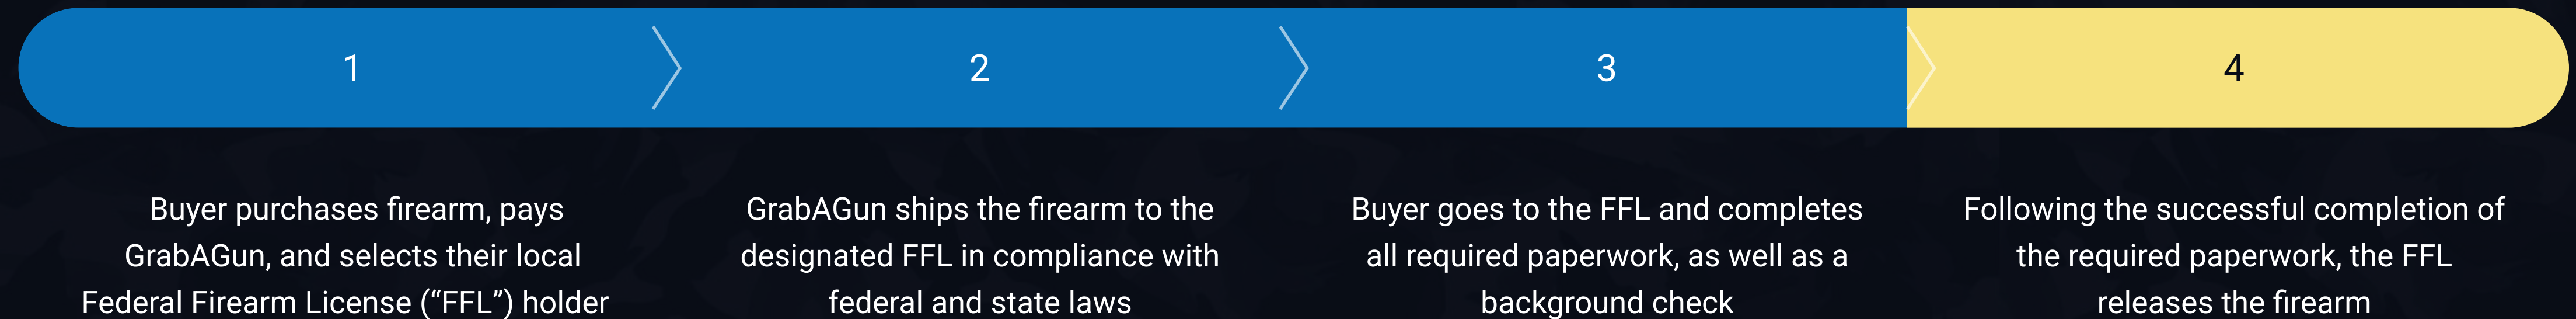 1
2
3
4
Buyer purchases firearm, pays
GrabAGun, and selects their local
Federal Firearm License (“FFL”) holder
GrabAGun ships the firearm to the
designated FFL in compliance with
federal and state laws
Buyer goes to the FFL and completes
all required paperwork, as well as a
background check
Following the successful completion of
the required paperwork, the FFL
releases the firearm